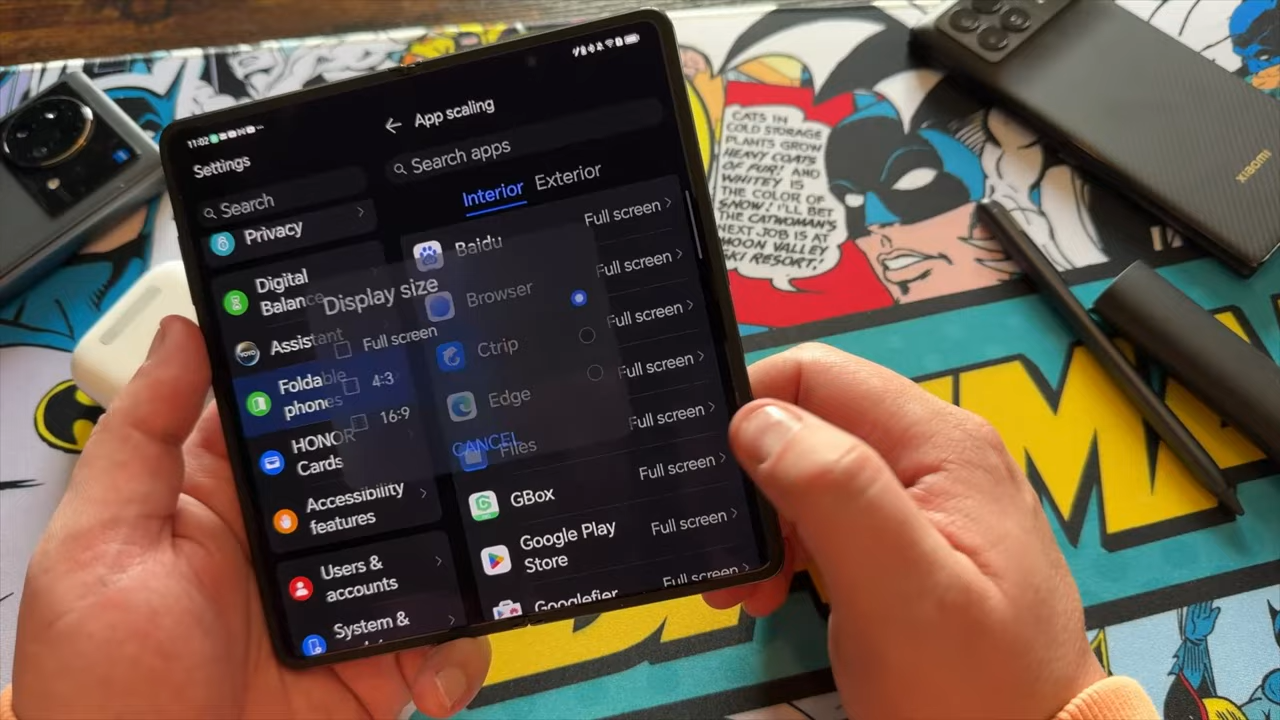 11:02
Settings
Search
Privacy
Digital
Balance
Assistant
Foldable
phones
HONOR
Cards
Accessibility
features
Users &
accounts
System &
App scaling
Search apps
Interior
Exterior
Baidu
Full screen
Browser
Full screen
Ctrip
Full screen
Edge
Full screen
Files
Full screen
GBox
Full screen
Google Play
Store
Full screen
Googlefier
Full screen
Display size
Full screen
4:3
16:9
CANCEL
CATS IN
COLD STORAGE
PLANTS GROW
HEAVY COATS
OF FUR! AND
WHITEY IS
THE COLOR OF
SNOW! I'LL BET
THE CATWOMAN'S
NEXT JOB IS AT
MOON VALLEY
SKI RESORT!
xiaomi